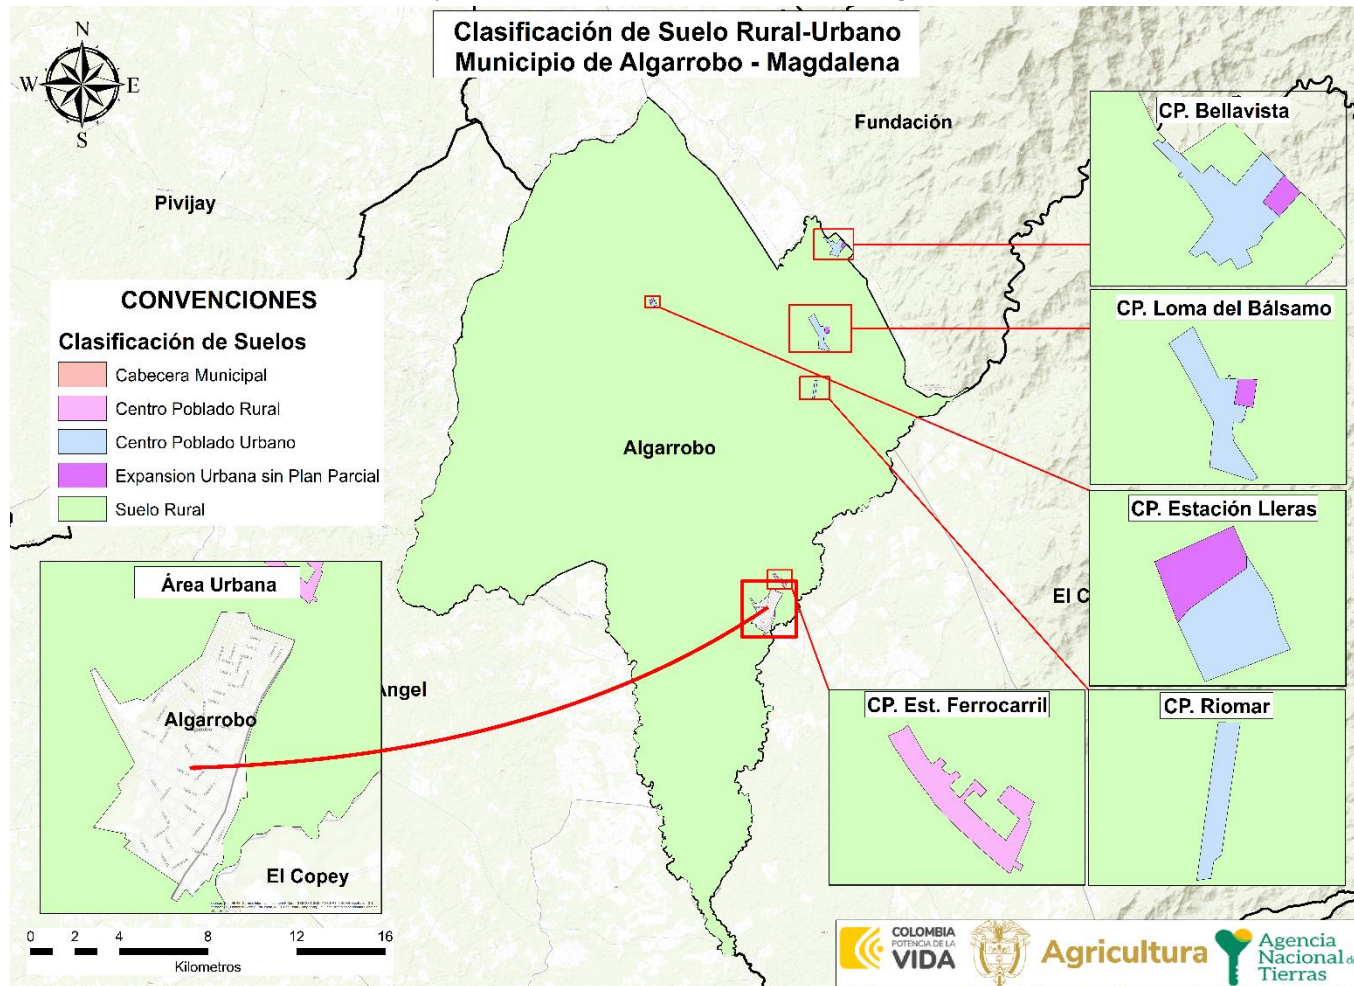 Clasificación de Suelo Rural-Urbano
Municipio de Algarrobo - Magdalena
N
W
E
S
Fundación
Pivijay
CP. Bellavista
CONVENCIONES
Clasificación de Suelos
Cabecera Municipal
Centro Poblado Rural
Centro Poblado Urbano
Expansion Urbana sin Plan Parcial
Suelo Rural
CP. Loma del Bálsamo
Algarrobo
CP. Estación Lleras
Área Urbana
El C
Angel
Algarrobo
CP. Est. Ferrocarril
CP. Riomar
El Copey
0 2 4 8 12 16
Kilometros
COLOMBIA
POTENCIA DE LA
VIDA
Agricultura
Agencia
Nacional de
Tierras